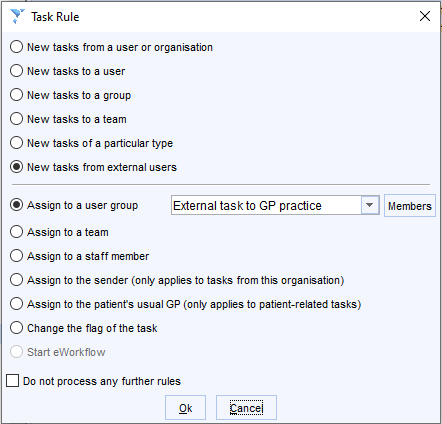 Task Rule
New tasks from a user or organisation
New tasks to a user
New tasks to a group
New tasks to a team
New tasks of a particular type
New tasks from external users
Assign to a user group External task to GP practice Members
Assign to a team
Assign to a staff member
Assign to the sender (only applies to tasks from this organisation)
Assign to the patient's usual GP (only applies to patient-related tasks)
Change the flag of the task
Start eWorkflow
Do not process any further rules
Ok Cancel